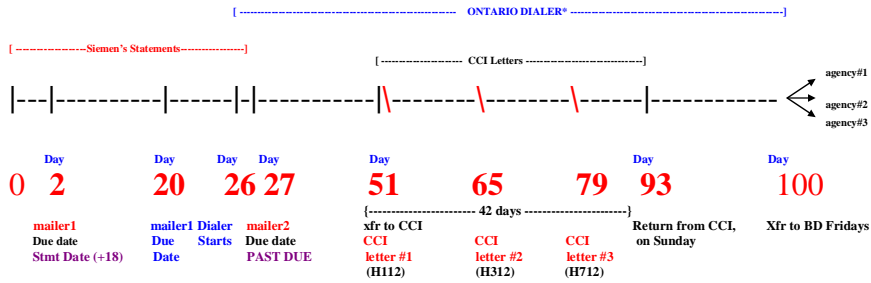 [ ---------------------------------------- ONTARIO DIALER* ---------------------------------------- ]
[ --------------------Siemen's Statements------------------ ]
[ ----------------------- CCI Letters --------------------------------- ]
agency#1
agency#2
agency#3
Day Day Day Day Day Day Day
0 2 20 26 27 51 65 79 93 100
{------------------------ 42 days -----------------------}
mailer1 mailer1 Dialer mailer2 xfr to CCI Return from CCI, Xfr to BD Fridays
Due date Due Starts Due date CCI CCI CCI on Sunday
Stmt Date (+18) Date PAST DUE letter #1 letter #2 letter #3
(H112) (H312) (H712)